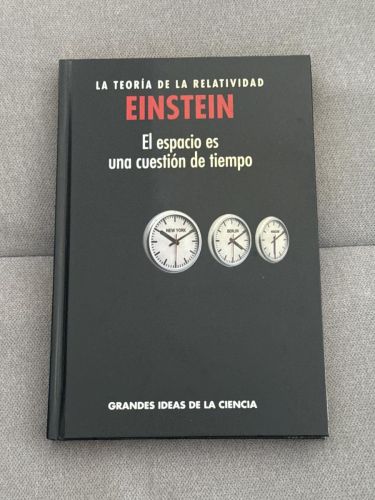 LA TEORÍA DE LA RELATIVIDAD
EINSTEIN
El espacio es
una cuestión de tiempo
NEW YORK
BERLIN
GRANDES IDEAS DE LA CIENCIA